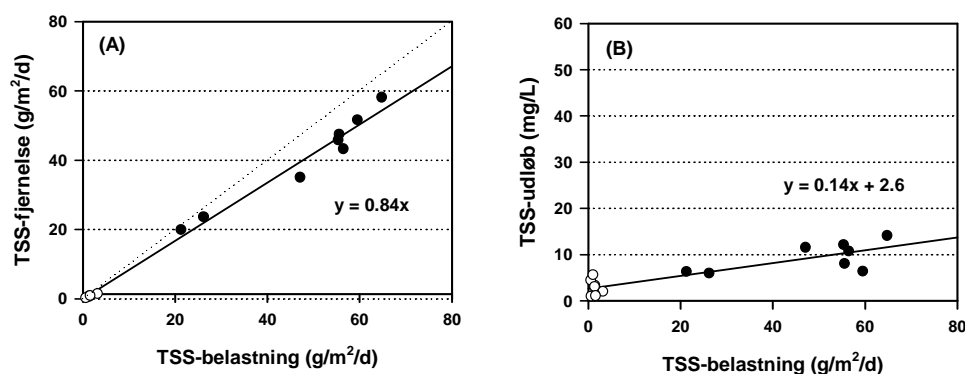 (A)
TSS-fjernelse (g/m²/d)
80
60
40
20
0
y = 0.84x
0 20 40 60 80
TSS-belastning (g/m²/d)
(B)
TSS-udløb (mg/L)
60
50
40
30
20
10
0
y = 0.14x + 2.6
0 20 40 60 80
TSS-belastning (g/m²/d)